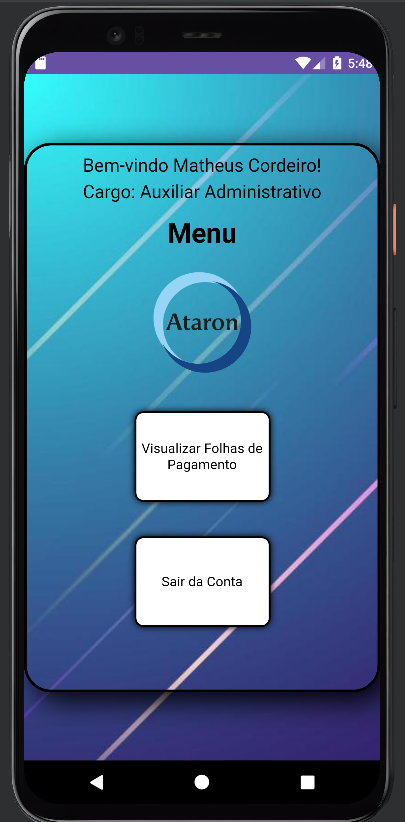 5:48
Bem-vindo Matheus Cordeiro!
Cargo: Auxiliar Administrativo
Menu
Ataron
Visualizar Folhas de
Pagamento
Sair da Conta